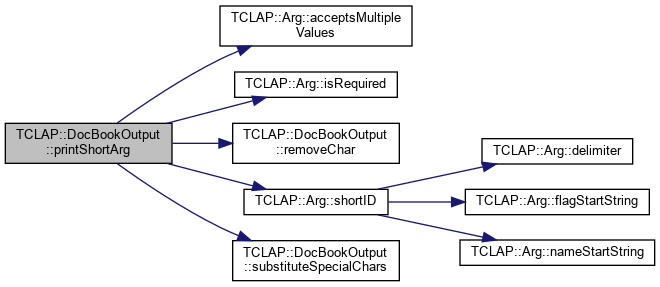 TCLAP::Arg::acceptsMultiple
Values
TCLAP::Arg::isRequired
TCLAP::DocBookOutput
::printShortArg
TCLAP::DocBookOutput
::removeChar
TCLAP::Arg::delimiter
TCLAP::Arg::shortID
TCLAP::Arg::flagStartString
TCLAP::Arg::nameStartString
TCLAP::DocBookOutput
::substituteSpecialChars